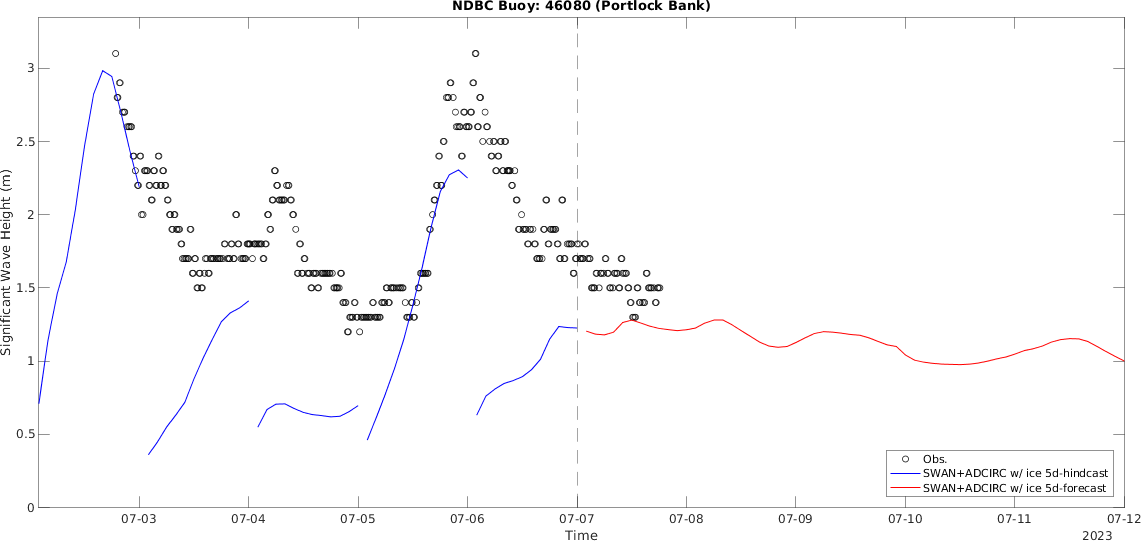 NDBC Buoy: 46080 (Portlock Bank)
Significant Wave Height (m)
3
2.5
2
1.5
1
0.5
0
Obs.
SWAN+ADCIRC w/ ice 5d-hindcast
SWAN+ADCIRC w/ ice 5d-forecast
07-03 07-04 07-05 07-06 07-07 07-08 07-09 07-10 07-11 07-12
Time
2023